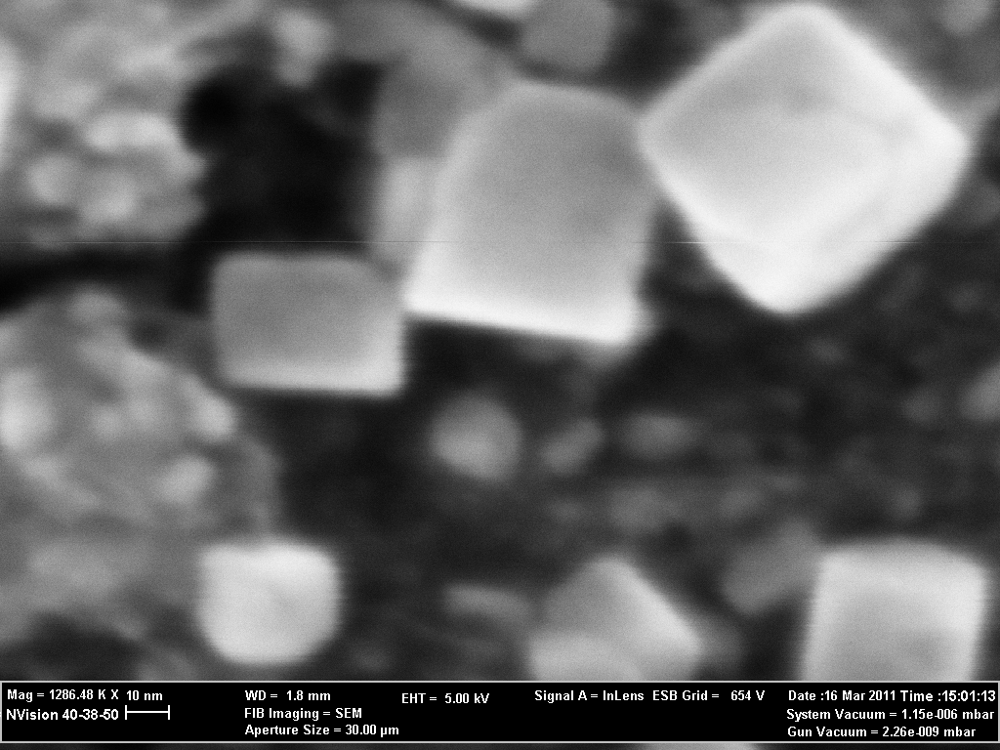 Mag = 1286.48 K X 10 nm
NVision 40-38-50
WD = 1.8 mm
FIB Imaging = SEM
Aperture Size = 30.00 µm
EHT = 5.00 kV
Signal A = InLens ESB Grid = 654 V
Date :16 Mar 2011 Time :15:01:13
System Vacuum = 1.15e-006 mbar
Gun Vacuum = 2.26e-009 mbar